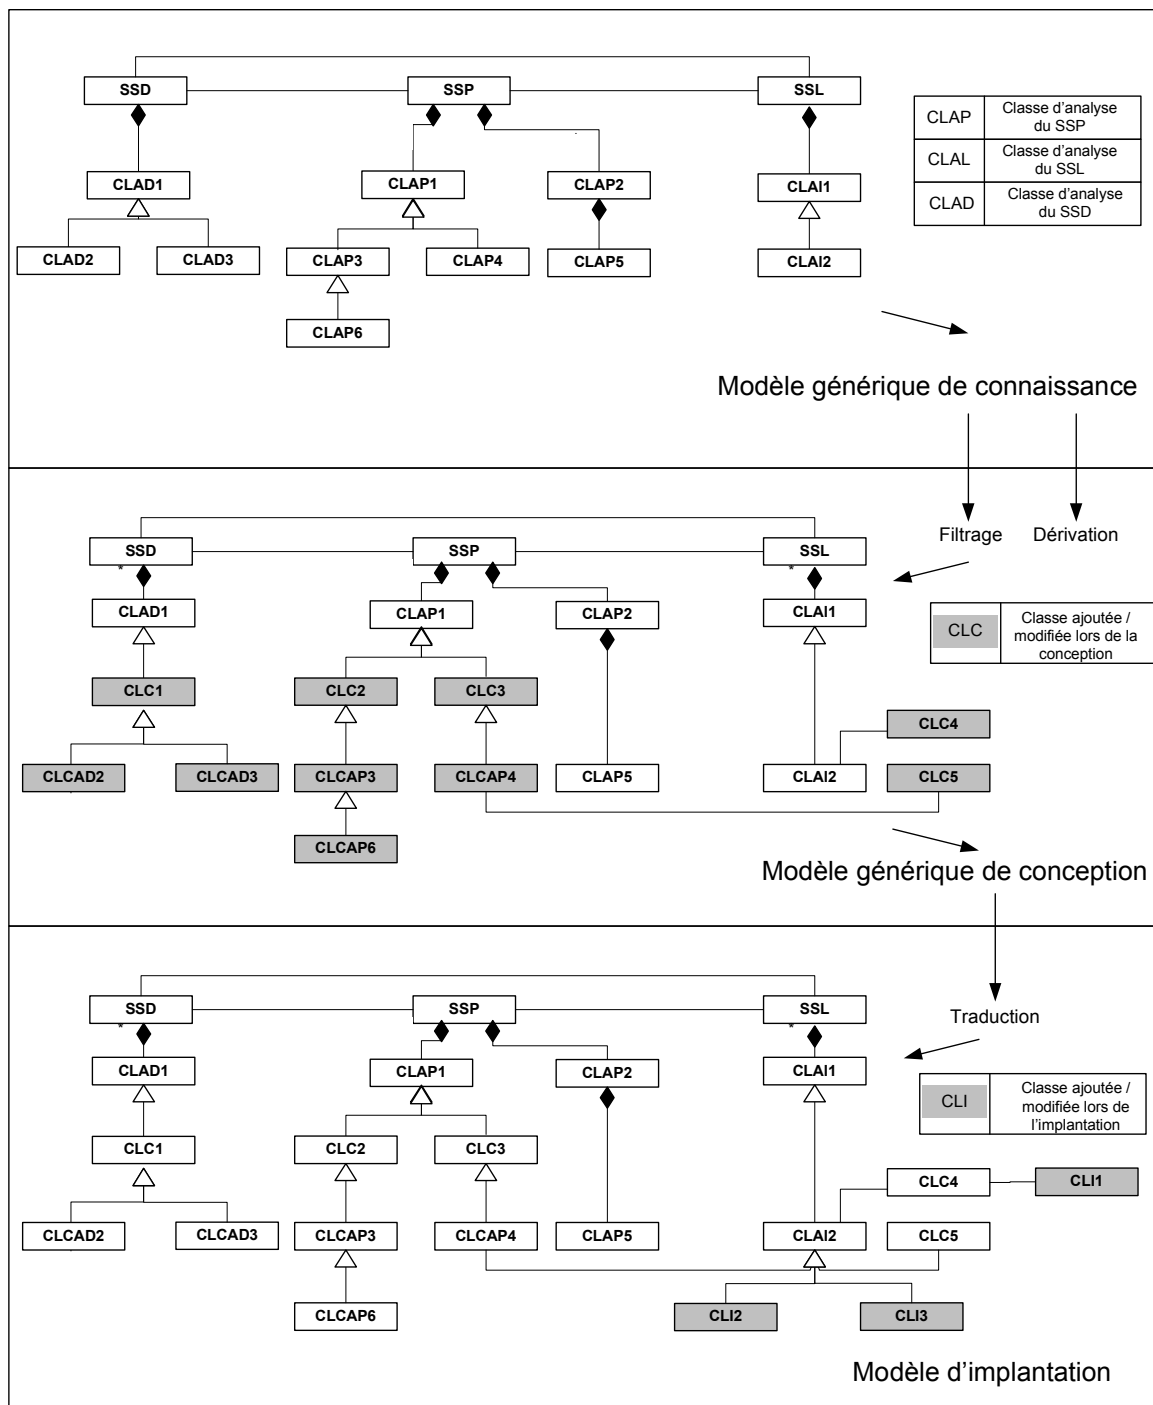 SSD
SSP
SSL
CLAP
Classe d'analyse
du SSP
CLAL
Classe d'analyse
du SSL
CLAD
Classe d'analyse
du SSD
CLAD1
CLAP1
CLAP2
CLAI1
CLAD2
CLAD3
CLAP3
CLAP4
CLAP5
CLAI2
CLAP6
Modèle générique de connaissance
Filtrage
Dérivation
SSD
SSP
SSL
*
*
CLAD1
CLAP1
CLAP2
CLAI1
CLC
Classe ajoutée /
modifiée lors de la
conception
CLC1
CLC2
CLC3
CLC4
CLCAD2
CLCAD3
CLCAP3
CLCAP4
CLAP5
CLAI2
CLC5
CLCAP6
Modèle générique de conception
SSD
SSP
SSL
*
*
Traduction
CLAD1
CLAP1
CLAP2
CLAI1
CLI
Classe ajoutée /
modifiée lors de
l'implantation
CLC1
CLC2
CLC3
CLC4
CLI1
CLCAD2
CLCAD3
CLCAP3
CLCAP4
CLAP5
CLAI2
CLC5
CLCAP6
CLI2
CLI3
Modèle d'implantation